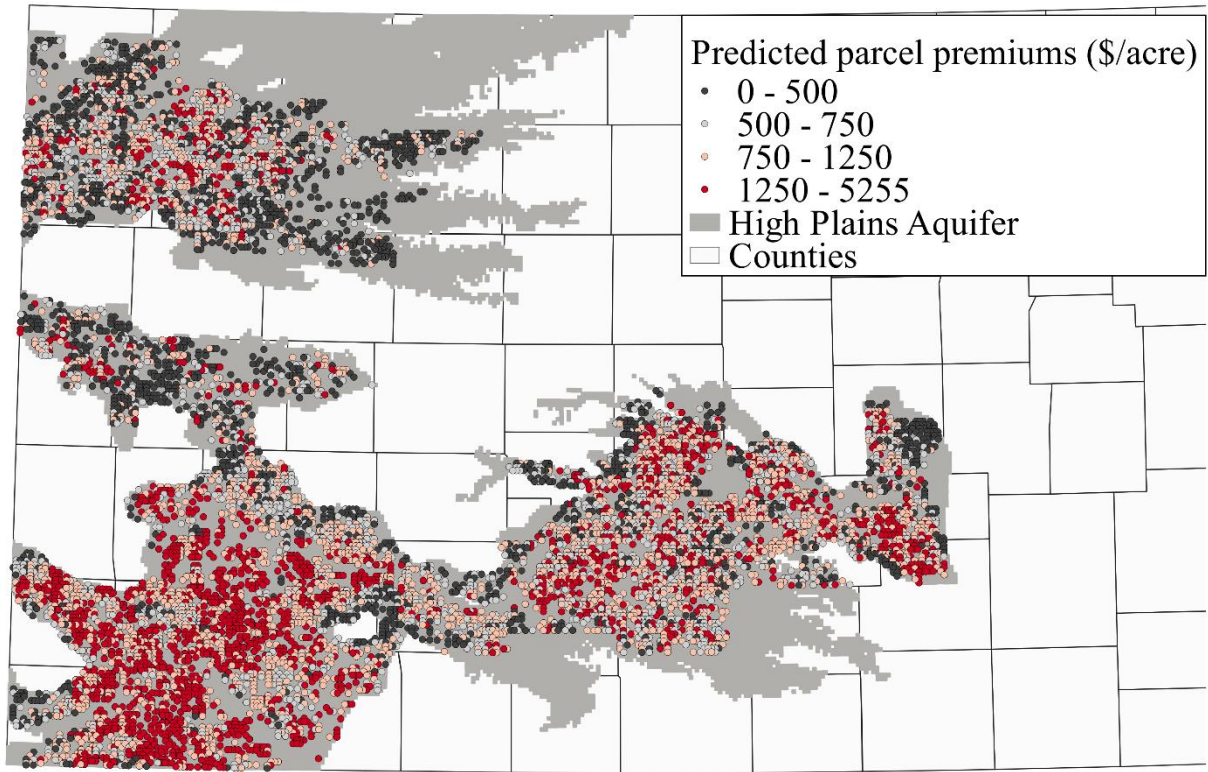 Predicted parcel premiums ($/acre)
0 - 500
500 - 750
750 - 1250
1250 - 5255
High Plains Aquifer
Counties